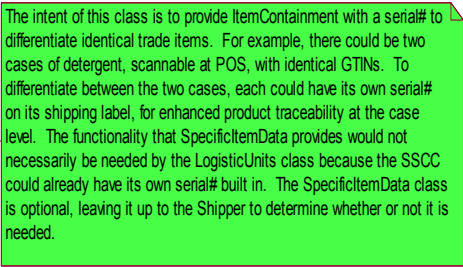 The intent of this class is to provide ItemContainment with a serial# to
differentiate identical trade items.  For example, there could be two
cases of detergent, scannable at POS, with identical GTINs.  To
differentiate between the two cases, each could have its own serial#
on its shipping label, for enhanced product traceability at the case
level.  The functionality that SpecificItemData provides would not
necessarily be needed by the LogisticUnits class because the SSCC
could already have its own serial# built in.  The SpecificItemData class
is optional, leaving it up to the Shipper to determine whether or not it is
needed.